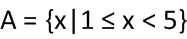 A = {x|1 ≤ x < 5}